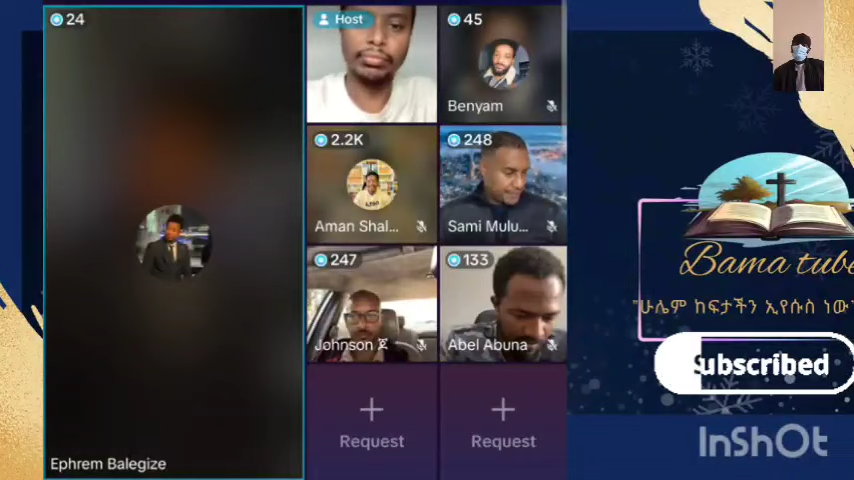 24
Ephrem Balegize
Host
45
Benyam
2.2K
Aman Shal...
248
Sami Mulu...
247
Johnson
133
Abel Abuna
Request
Request
Bama tube
"ሁሌም ከፍታችን ኢየሱስ ነው"
ubscribed
InShOt